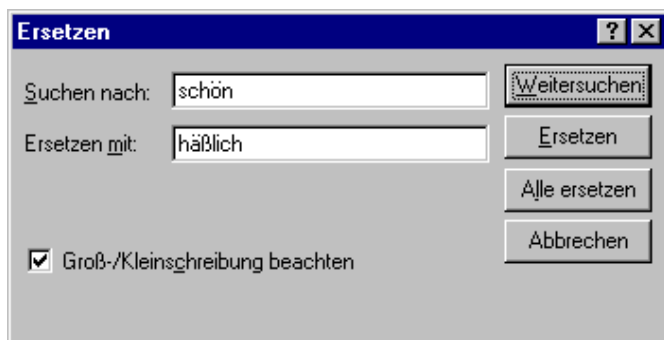 Ersetzen
Suchen nach: schön
Weitersuchen
Ersetzen mit: häßlich
Ersetzen
Alle ersetzen
Abbrechen
Groß-/Kleinschreibung beachten